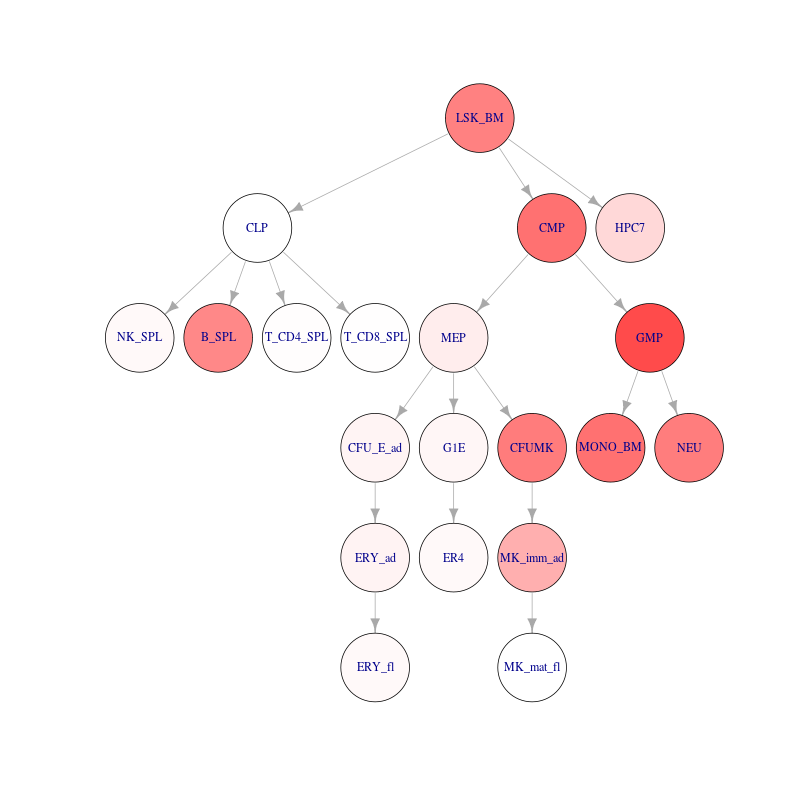 LSK_BM
CLP
CMP
HPC7
NK_SPL
B_SPL
T_CD4_SPL
T_CD8_SPL
MEP
GMP
CFU_E_ad
G1E
CFUMK
MONO_BM
NEU
ERY_ad
ER4
MK_imm_ad
ERY_fl
MK_mat_fl